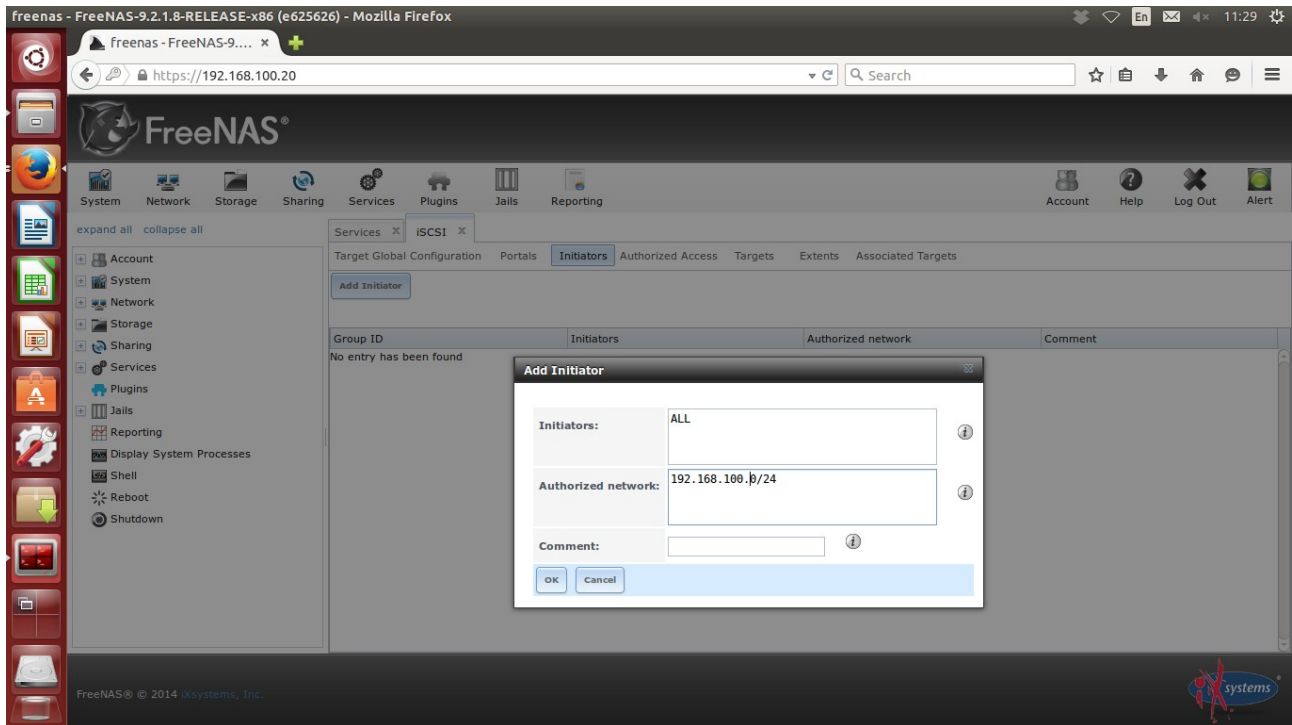 freenas - FreeNAS-9.2.1.8-RELEASE-x86 (e625626) - Mozilla Firefox
En
11:29
freenas - FreeNAS-9.... ×
https://192.168.100.20
Search
FreeNAS®
System Network Storage Sharing Services Plugins Jails Reporting Account Help Log Out Alert
expand all collapse all
Services X iSCSI X
Target Global Configuration Portals Initiators Authorized Access Targets Extents Associated Targets
Add Initiator
Account
System
Network
Storage
Sharing
Services
Plugins
Jails
Reporting
Display System Processes
Shell
Reboot
Shutdown
Group ID Initiators Authorized network Comment
No entry has been found
Add Initiator
Initiators: ALL
Authorized network: 192.168.100.0/24
Comment:
OK Cancel
FreeNAS® © 2014 iXsystems, Inc.
iXsystems